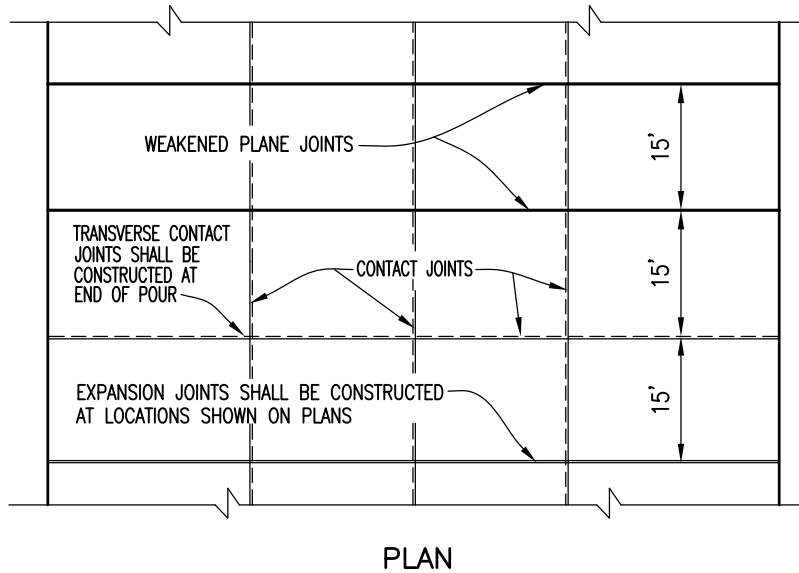 WEAKENED PLANE JOINTS
15'
TRANSVERSE CONTACT
JOINTS SHALL BE
CONSTRUCTED AT
END OF POUR
CONTACT JOINTS
15'
EXPANSION JOINTS SHALL BE CONSTRUCTED
AT LOCATIONS SHOWN ON PLANS
15'
PLAN